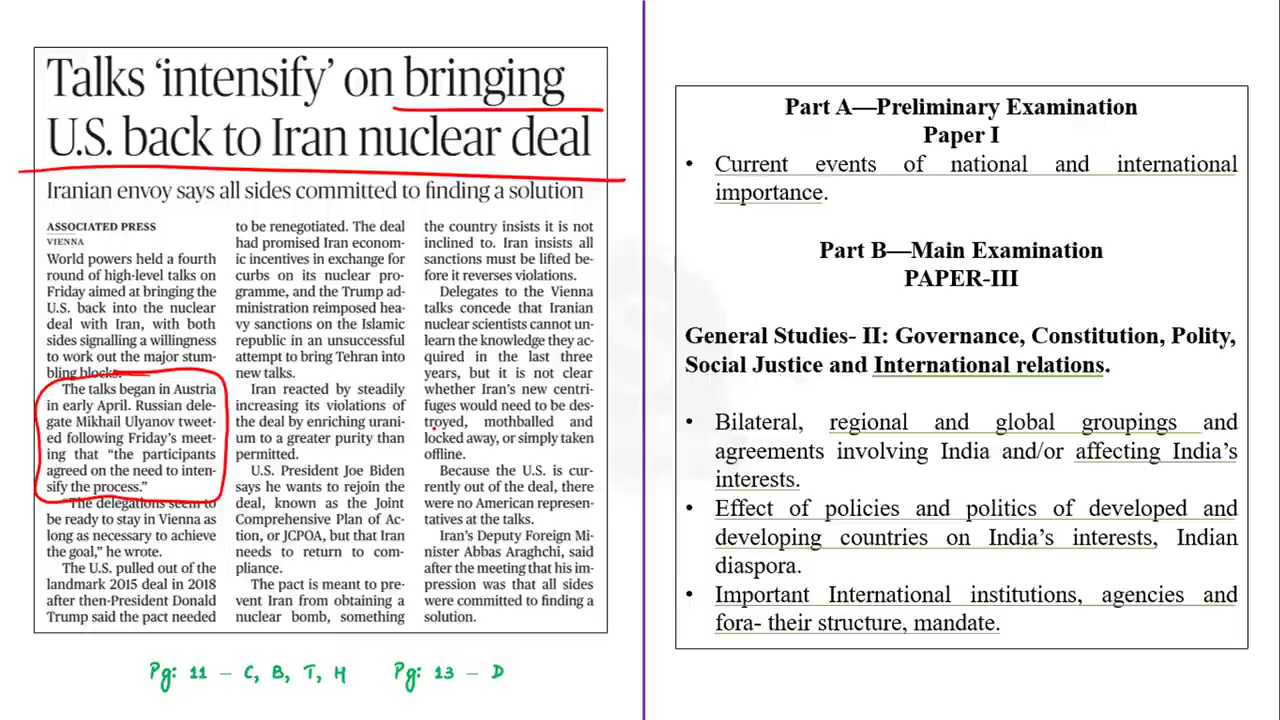 Talks ‘intensify’ on bringing
U.S. back to Iran nuclear deal
Iranian envoy says all sides committed to finding a solution
ASSOCIATED PRESS
VIENNA
World powers held a fourth
round of high-level talks on
Friday aimed at bringing the
U.S. back into the nuclear
deal with Iran, with both
sides signalling a willingness
to work out the major stum-
bling blocks.
The talks began in Austria
in early April. Russian dele-
gate Mikhail Ulyanov tweet-
ed following Friday’s meet-
ing that “the participants
agreed on the need to inten-
sify the process.”
“The delegations seem to
be ready to stay in Vienna as
long as necessary to achieve
the goal,” he wrote.
The U.S. pulled out of the
landmark 2015 deal in 2018
after then-President Donald
Trump said the pact needed
to be renegotiated. The deal
had promised Iran econom-
ic incentives in exchange for
curbs on its nuclear pro-
gramme, and the Trump ad-
ministration reimposed hea-
vy sanctions on the Islamic
republic in an unsuccessful
attempt to bring Tehran into
new talks.
Iran reacted by steadily
increasing its violations of
the deal by enriching urani-
um to a greater purity than
permitted.
U.S. President Joe Biden
says he wants to rejoin the
deal, known as the Joint
Comprehensive Plan of Ac-
tion, or JCPOA, but that Iran
needs to return to com-
pliance.
The pact is meant to pre-
vent Iran from obtaining a
nuclear bomb, something
the country insists it is not
inclined to. Iran insists all
sanctions must be lifted be-
fore it reverses violations.
Delegates to the Vienna
talks concede that Iranian
nuclear scientists cannot un-
learn the knowledge they ac-
quired in the last three
years, but it is not clear
whether Iran’s new centri-
fuges would need to be des-
troyed, mothballed and
locked away, or simply taken
offline.
Because the U.S. is cur-
rently out of the deal, there
were no American represen-
tatives at the talks.
Iran’s Deputy Foreign Mi-
nister Abbas Araghchi, said
after the meeting that his im-
pression was that all sides
were committed to finding a
solution.
Pg: 11 – C, B, T, H Pg: 13 – D
Part A—Preliminary Examination
Paper I
• Current events of national and international
importance.
Part B—Main Examination
PAPER-III
General Studies- II: Governance, Constitution, Polity,
Social Justice and International relations.
• Bilateral, regional and global groupings and
agreements involving India and/or affecting India’s
interests.
• Effect of policies and politics of developed and
developing countries on India’s interests, Indian
diaspora.
• Important International institutions, agencies and
fora- their structure, mandate.